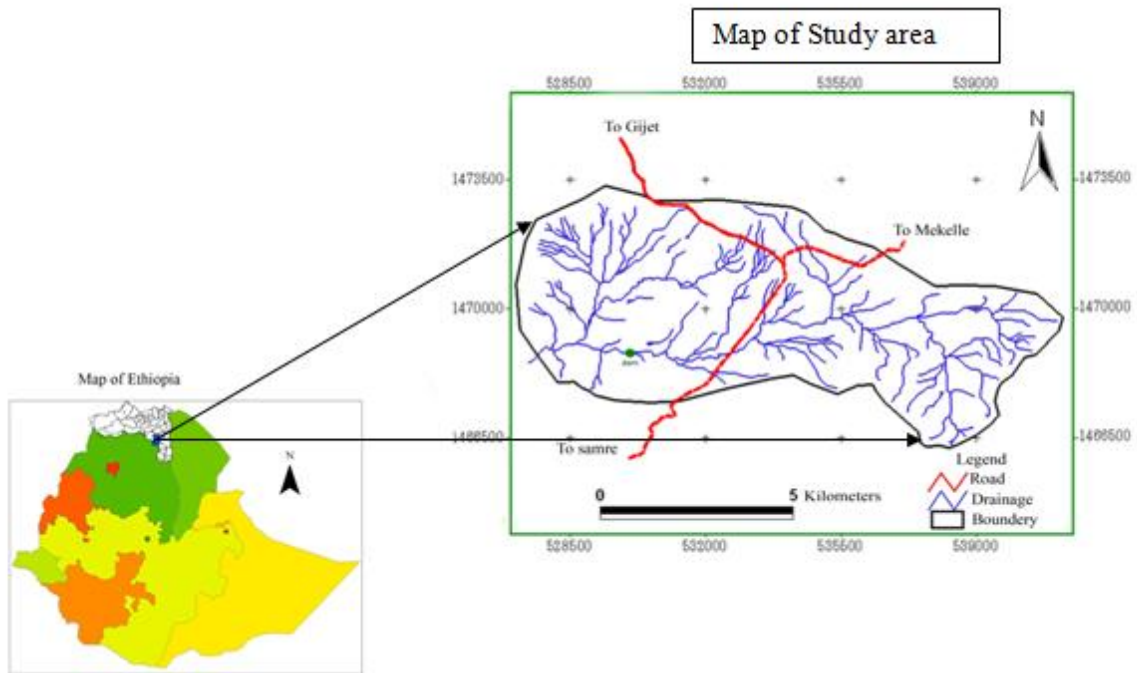 Map of Study area
528500 532000 535500 539000
N
To Gijet
1473500 1473500
To Mekelle
1470000 1470000
Map of Ethiopia
N
1466500 1466500
To samre
Legend
Road
0 5 Kilometers
Drainage
Boundery
528500 532000 535500 539000